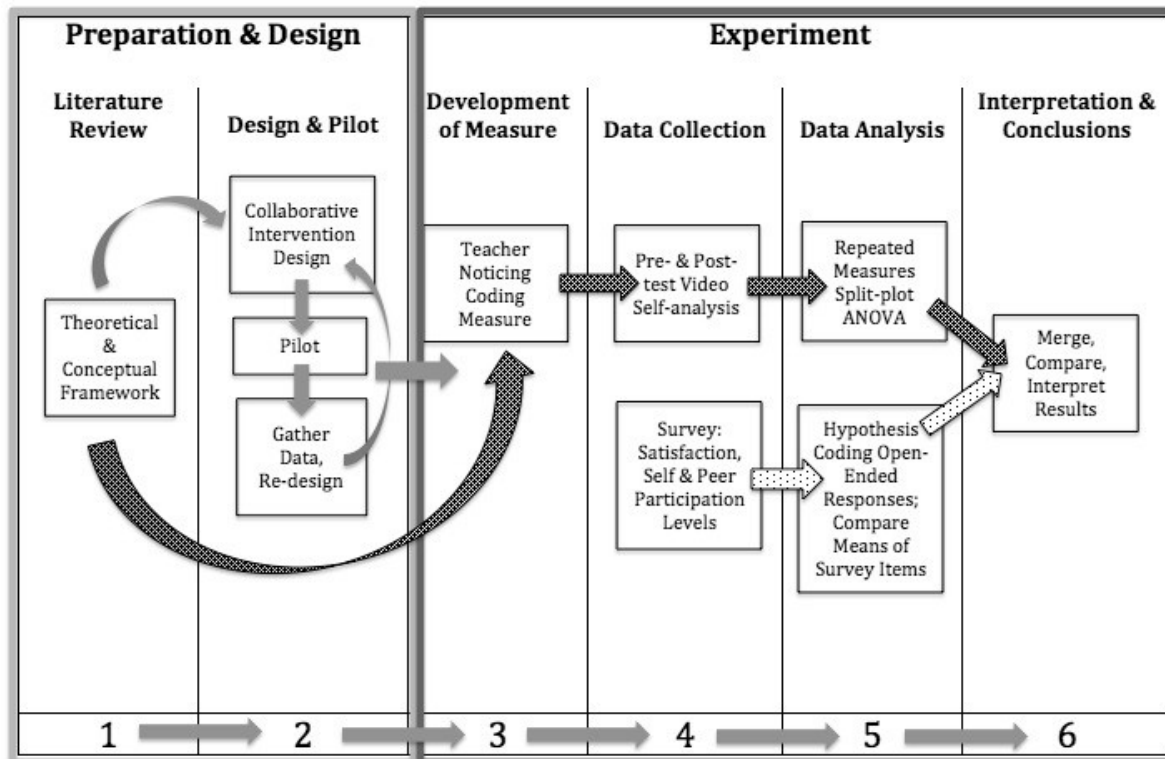 Preparation & Design
Experiment
Literature
Review
Design & Pilot
Development
of Measure
Data Collection
Data Analysis
Interpretation &
Conclusions
Theoretical
&
Conceptual
Framework
Collaborative
Intervention
Design
Pilot
Gather
Data,
Re-design
Teacher
Noticing
Coding
Measure
Pre- & Post-
test Video
Self-analysis
Survey:
Satisfaction,
Self & Peer
Participation
Levels
Repeated
Measures
Split-plot
ANOVA
Hypothesis
Coding Open-
Ended
Responses;
Compare
Means of
Survey Items
Merge,
Compare,
Interpret
Results
1
2
3
4
5
6